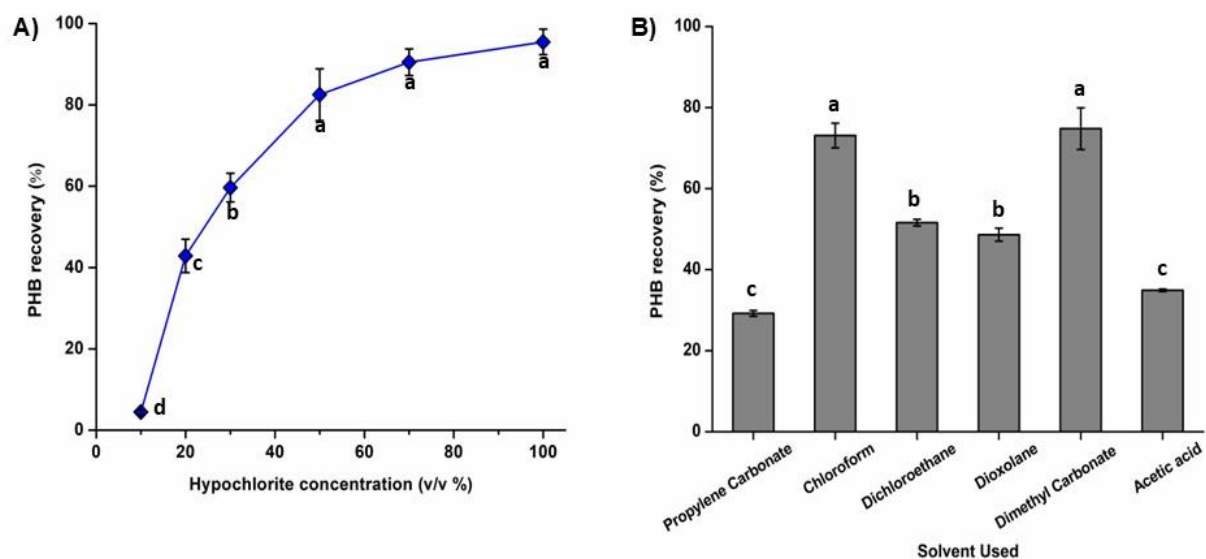 A)
100
80
60
40
20
0
PHB recovery (%)
d
c
b
a
a
a
0 20 40 60 80 100
Hypochlorite concentration (v/v %)
B)
100
80
60
40
20
0
PHB recovery (%)
c
a
b
b
a
c
Propylene Carbonate
Chloroform
Dichloroethane
Dioxolane
Dimethyl Carbonate
Acetic acid
Solvent Used